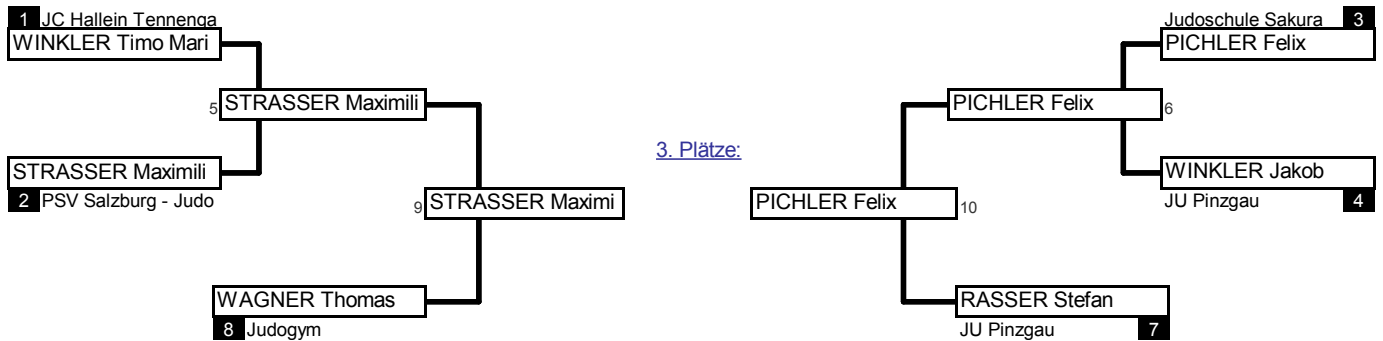 1 JC Hallein Tennenga
WINKLER Timo Mari
5 STRASSER Maximili
STRASSER Maximili
2 PSV Salzburg - Judo
9 STRASSER Maximi
WAGNER Thomas
8 Judogym
3. Plätze:
Judoschule Sakura 3
PICHLER Felix
PICHLER Felix 6
WINKLER Jakob
JU Pinzgau 4
PICHLER Felix 10
RASSER Stefan
JU Pinzgau 7